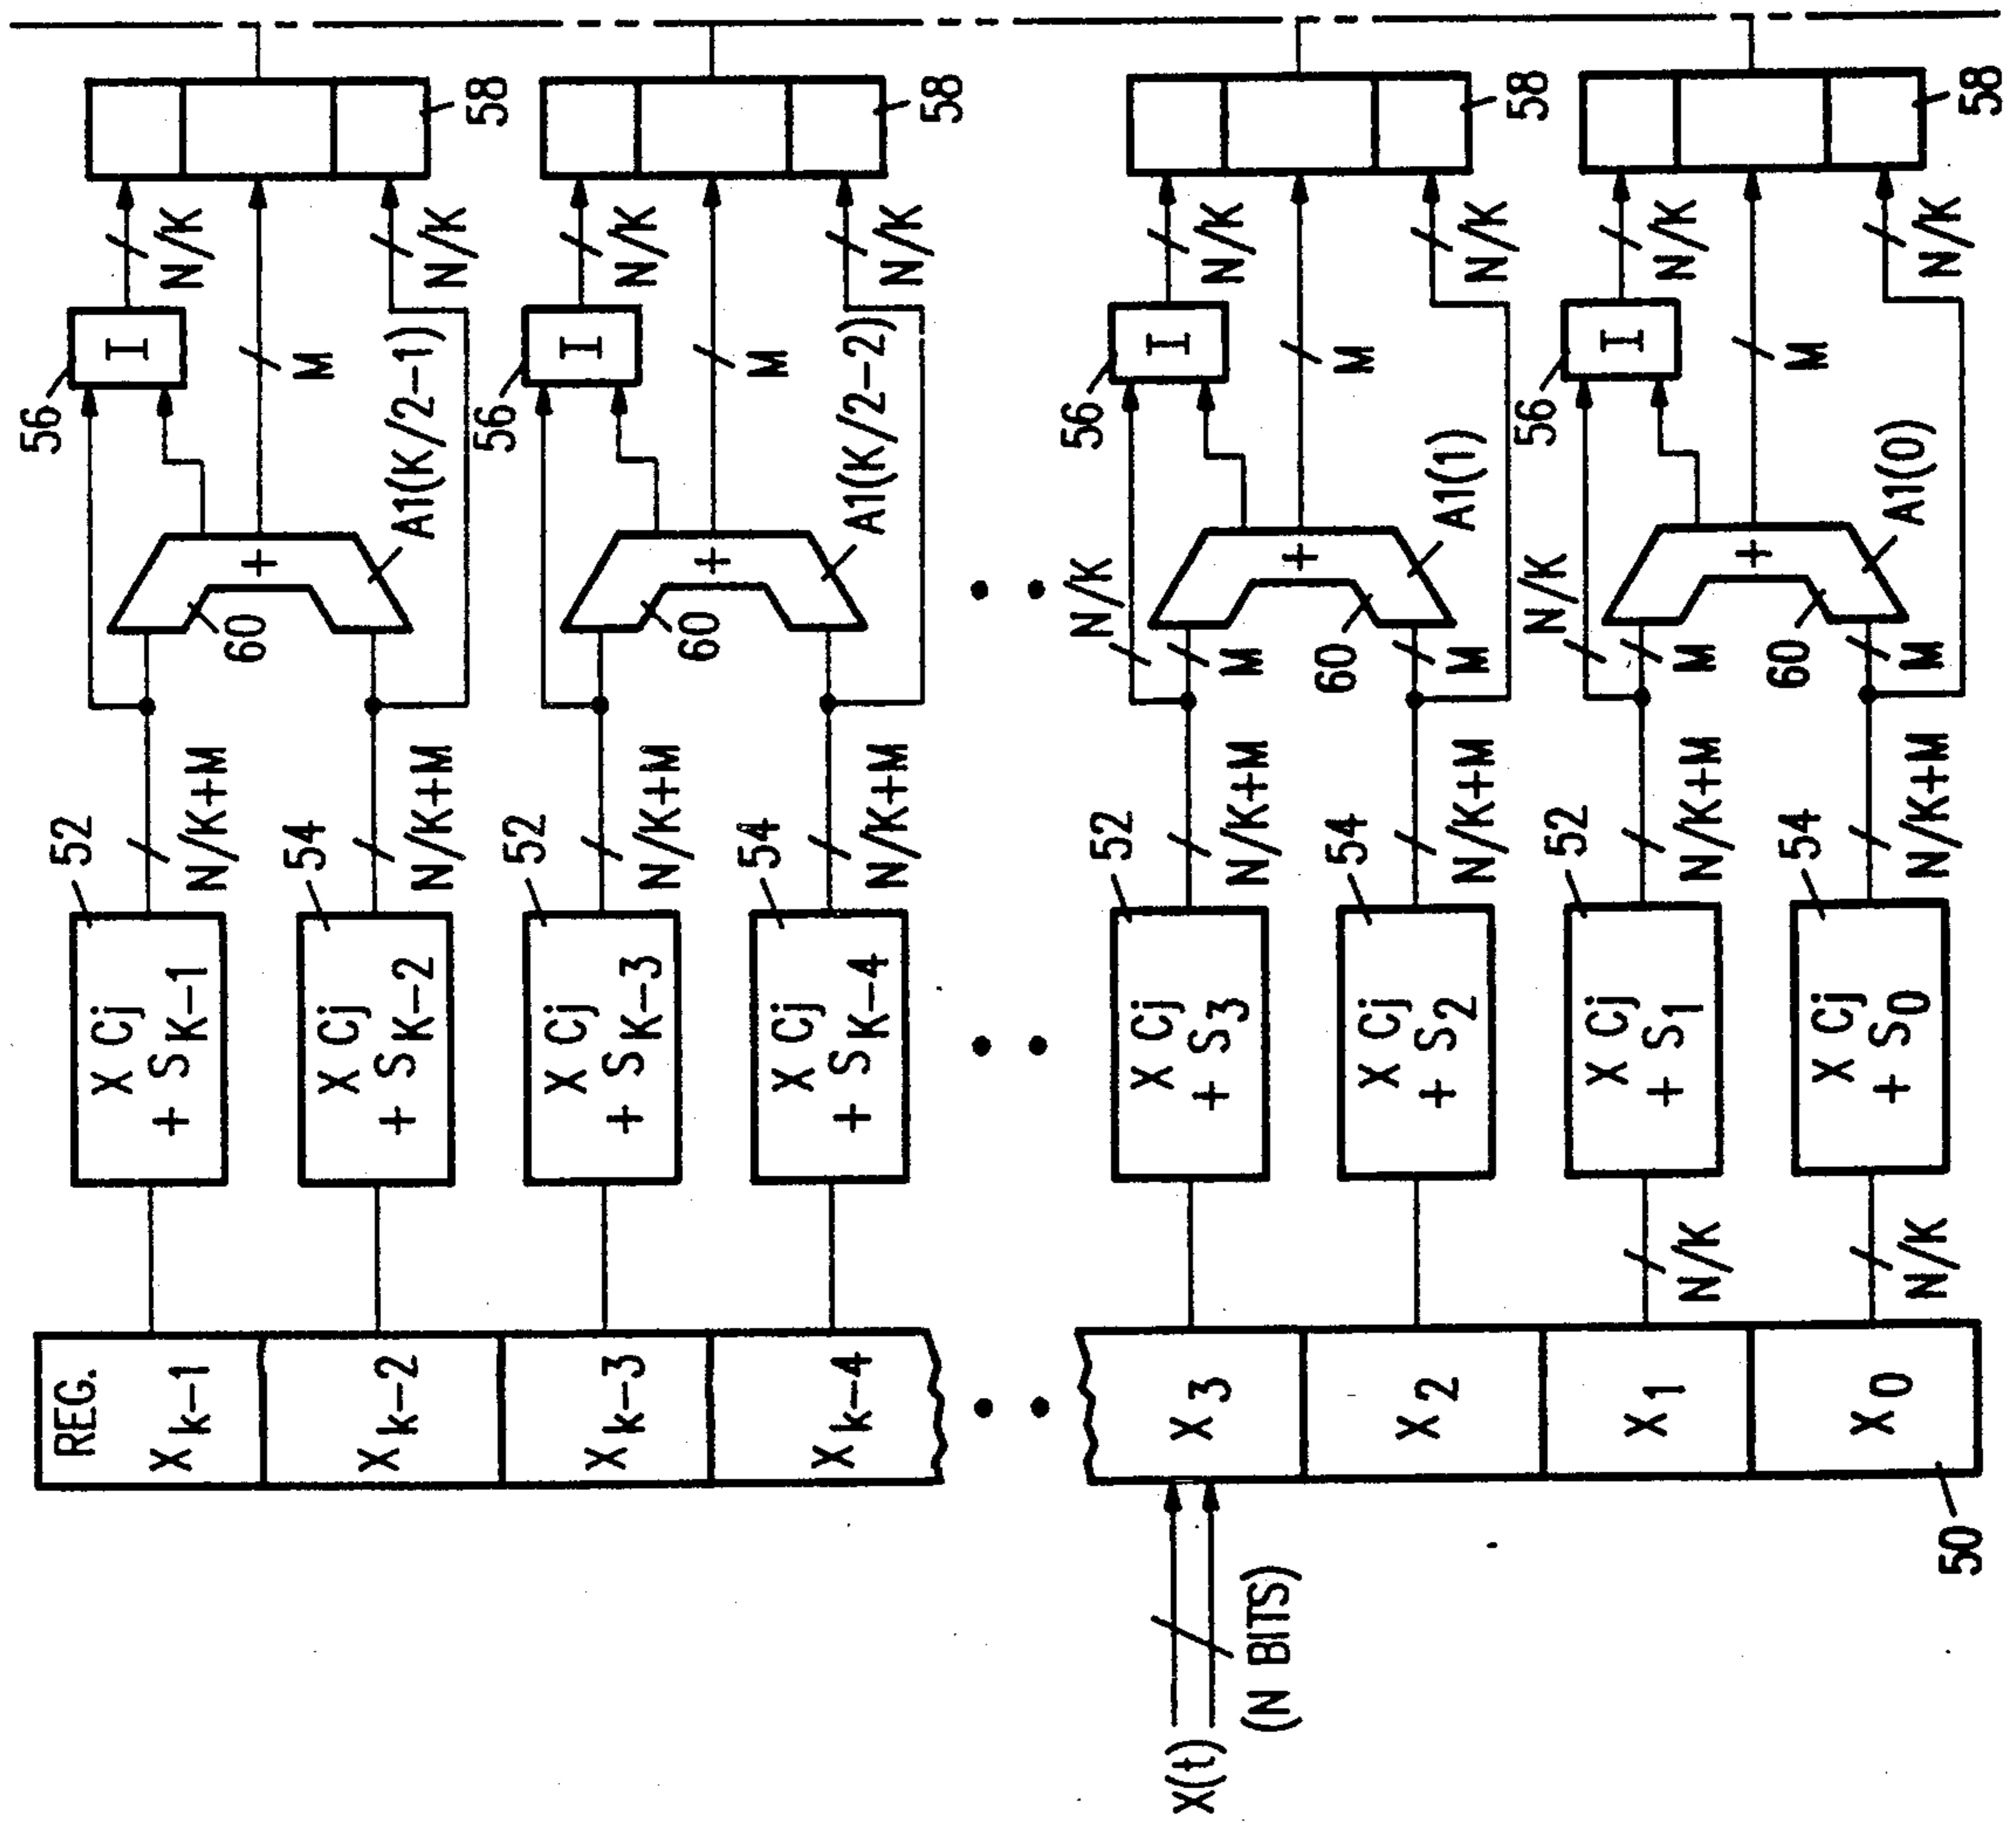 58
58
58
58
N/K
N/K
N/K
N/K
N/K
N/K
N/K
N/K
56
I
M
56
I
M
56
I
M
56
I
M
A1(K/2-1)
A1(K/2-2)
A1(1)
A1(0)
+
+
+
+
60
60
60
60
N/K
M
M
N/K
M
M
52
N/K+M
54
N/K+M
52
N/K+M
54
N/K+M
52
N/K+M
54
N/K+M
52
N/K+M
54
N/K+M
X Cj
+ SK-1
X Cj
+ SK-2
X Cj
+ SK-3
X Cj
+ SK-4
X Cj
+ S3
X Cj
+ S2
X Cj
+ S1
X Cj
+ S0
N/K
N/K
REG.
Xk-1
Xk-2
Xk-3
Xk-4
X3
X2
X1
X0
50
X(t)
(N BITS)